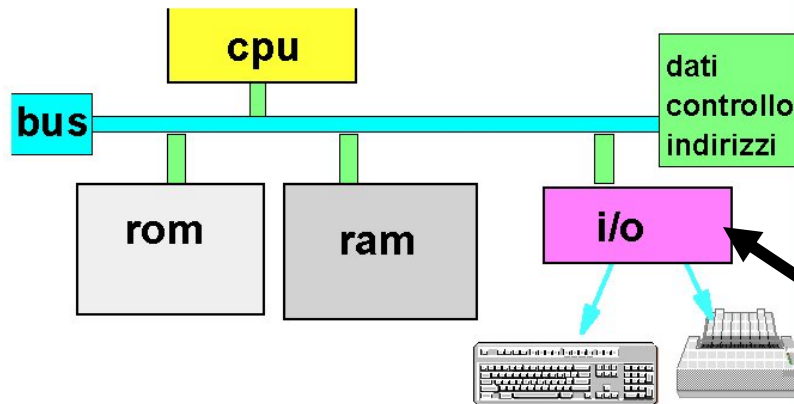 cpu
bus
dati
controllo
indirizzi
rom
ram
i/o